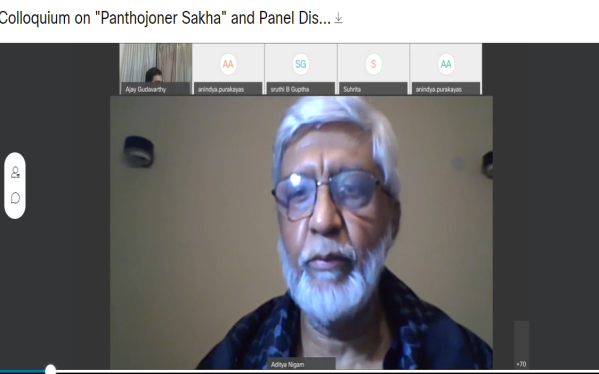 Colloquium on "Panthojoner Sakha" and Panel Dis...
AA
SG
S
AA
Ajay Gudavarthy
anindya.purakayas
sruthi B Guptha
Suhrita
anindya.purakayas
Aditya Nigam
+70